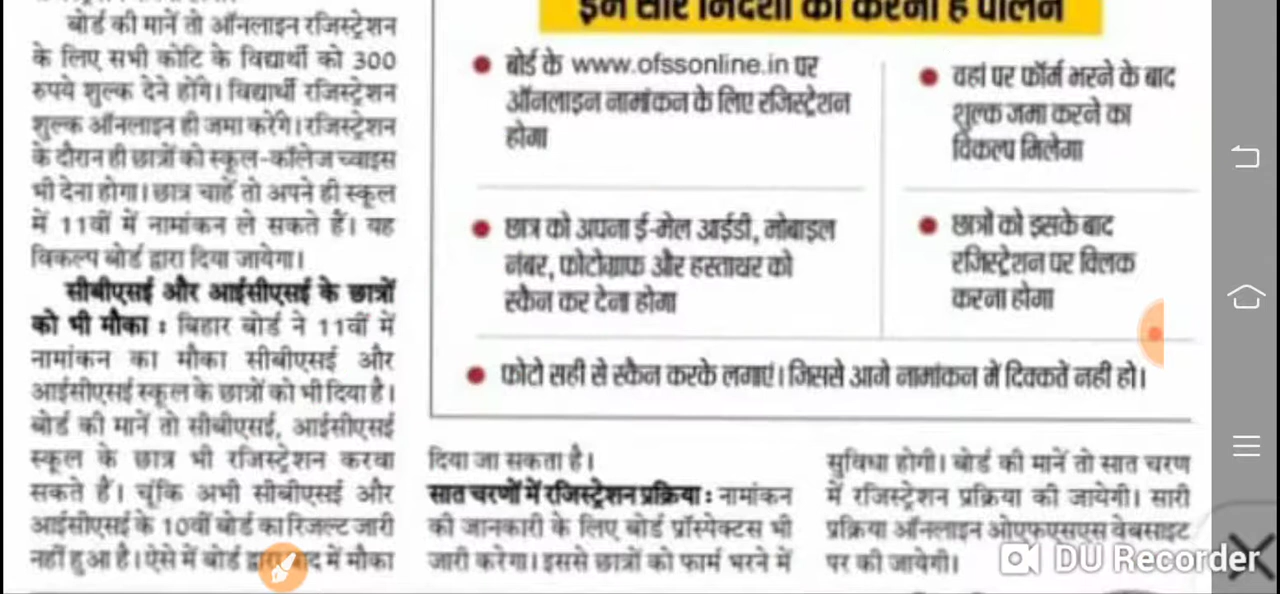 बोर्ड की मानें तो ऑनलाइन रजिस्ट्रेशन
के लिए सभी कोटि के विद्यार्थी को 300
रुपये शुल्क देने होंगे। विद्यार्थी रजिस्ट्रेशन
शुल्क ऑनलाइन ही जमा करेंगे। रजिस्ट्रेशन
के दौरान ही छात्रों को स्कूल-कॉलेज च्वाइस
भी देना होगा। छात्र चाहें तो अपने ही स्कूल
में 11वीं में नामांकन ले सकते हैं। यह
विकल्प बोर्ड द्वारा दिया जायेगा।
सीबीएसई और आईसीएसई के छात्रों
को भी मौका : बिहार बोर्ड ने 11वीं में
नामांकन का मौका सीबीएसई और
आईसीएसई स्कूल के छात्रों को भी दिया है।
बोर्ड की मानें तो सीबीएसई, आईसीएसई
स्कूल के छात्र भी रजिस्ट्रेशन करवा
सकते हैं। चूंकि अभी सीबीएसई और
आईसीएसई के 10वीं बोर्ड का रिजल्ट जारी
नहीं हुआ है। ऐसे में बोर्ड द्वारा बाद में मौका
इन सारे निर्देशों का करना है पालन
बोर्ड के www.ofssonline.in पर
ऑनलाइन नामांकन के लिए रजिस्ट्रेशन
होगा
वहां पर फॉर्म भरने के बाद
शुल्क जमा करने का
विकल्प मिलेगा
छात्र को अपना ई-मेल आईडी, मोबाइल
नंबर, फोटोग्राफ और हस्ताक्षर को
स्कैन कर देना होगा
छात्रों को इसके बाद
रजिस्ट्रेशन पर क्लिक
करना होगा
फोटो सही से स्कैन करके लगाएं। जिससे आगे नामांकन में दिक्कतें नही हो।
दिया जा सकता है।
सात चरणों में रजिस्ट्रेशन प्रक्रिया : नामांकन
की जानकारी के लिए बोर्ड प्रॉस्पेक्टस भी
जारी करेगा। इससे छात्रों को फार्म भरने में
सुविधा होगी। बोर्ड की मानें तो सात चरण
में रजिस्ट्रेशन प्रक्रिया की जायेगी। सारी
प्रक्रिया ऑनलाइन ओएफएसएस वेबसाइट
पर की जायेगी।
DU Recorder